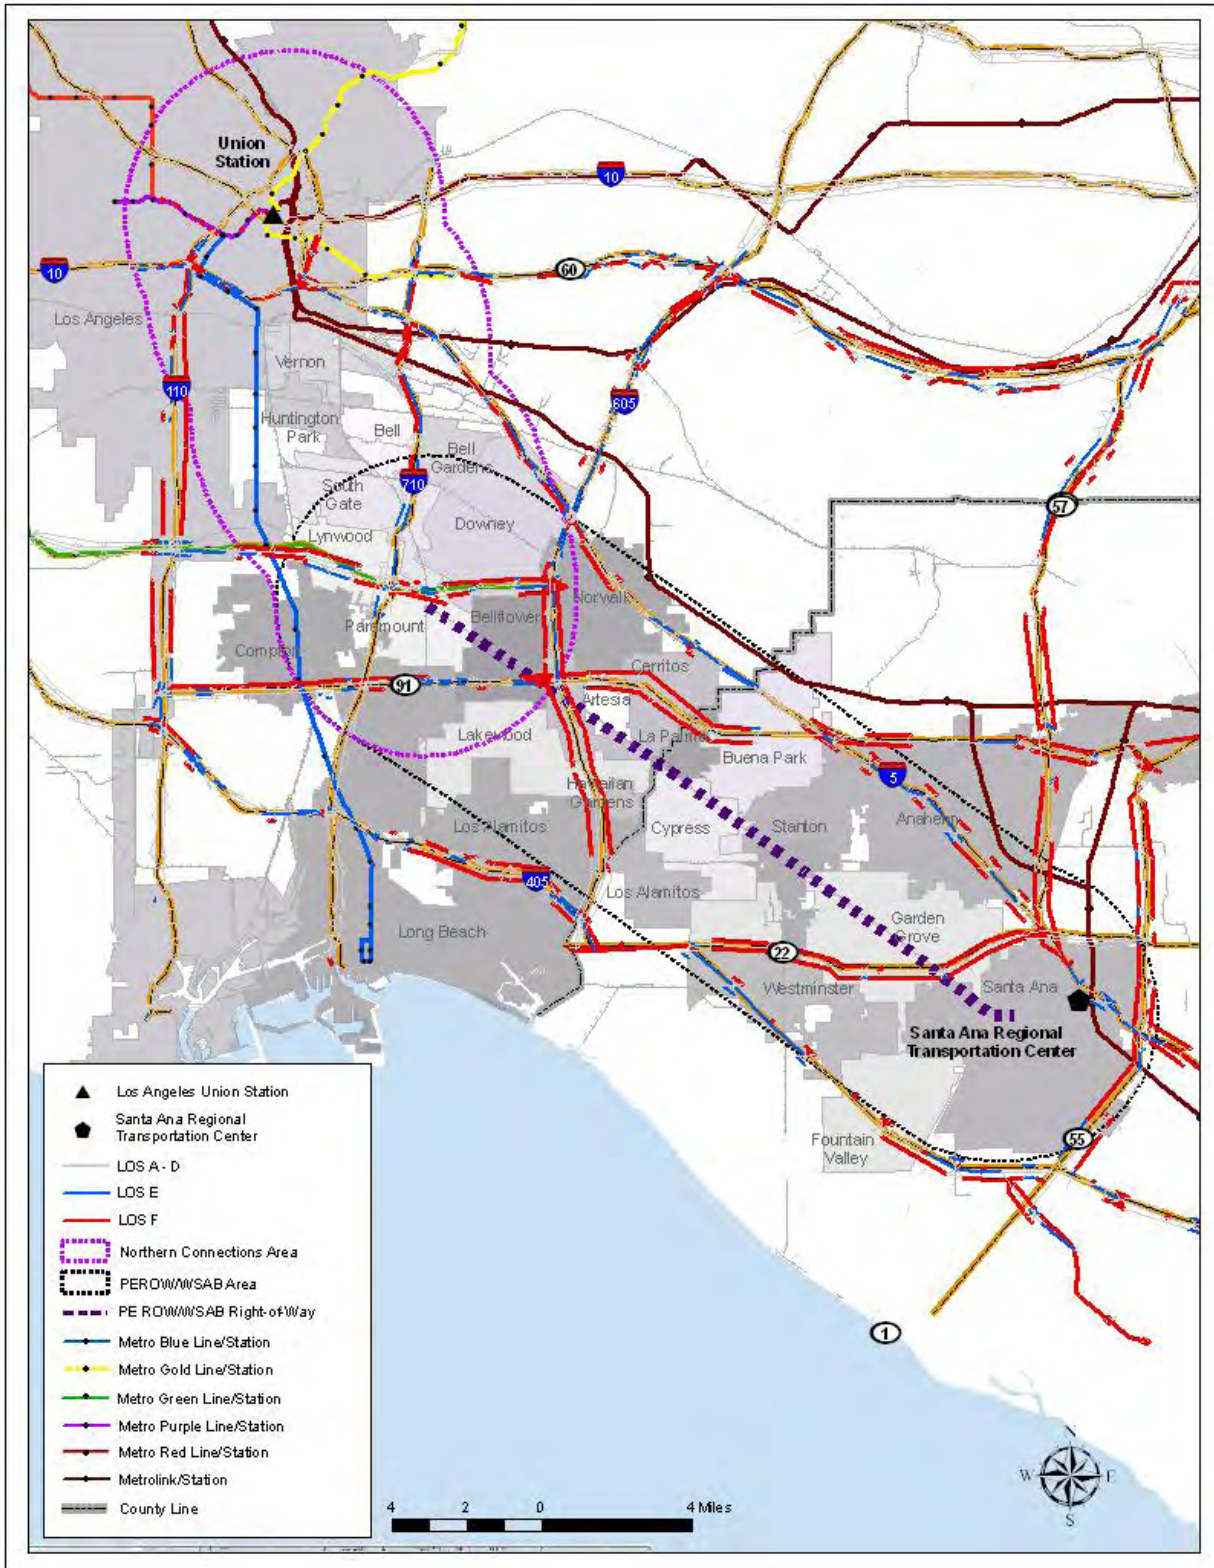 Union
Station
10
10
60
Los Angeles
Vernon
110
605
Huntington
Park
Bell
Bell
Gardens
710
South
Gate
57
Downey
Lynwood
Norwalk
Bellflower
Paramount
Compton
Cerritos
91
Artesia
Lakewood
La Palma
Buena Park
5
Hawaiian
Gardens
Los Alamitos
Cypress
Stanton
Anaheim
405
Los Alamitos
Garden
Grove
Long Beach
22
Westminster
Santa Ana
Santa Ana Regional
Transportation Center
55
Fountain
Valley
1
Los Angeles Union Station
Santa Ana Regional
Transportation Center
LOS A - D
LOS E
LOS F
Northern Connections Area
PEROW/WSAB Area
PE ROW/WSAB Right-of-Way
Metro Blue Line/Station
Metro Gold Line/Station
Metro Green Line/Station
Metro Purple Line/Station
Metro Red Line/Station
Metrolink/Station
County Line
4 2 0 4 Miles
N
W E
S